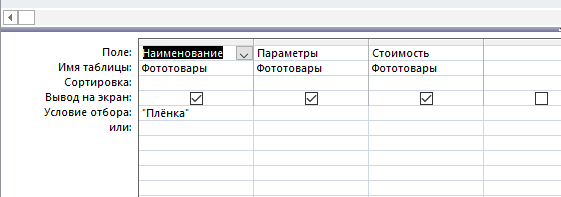 Поле: Наименование Параметры Стоимость
Имя таблицы: Фототовары Фототовары Фототовары
Сортировка:
Вывод на экран:
Условие отбора: "Плёнка"
или: